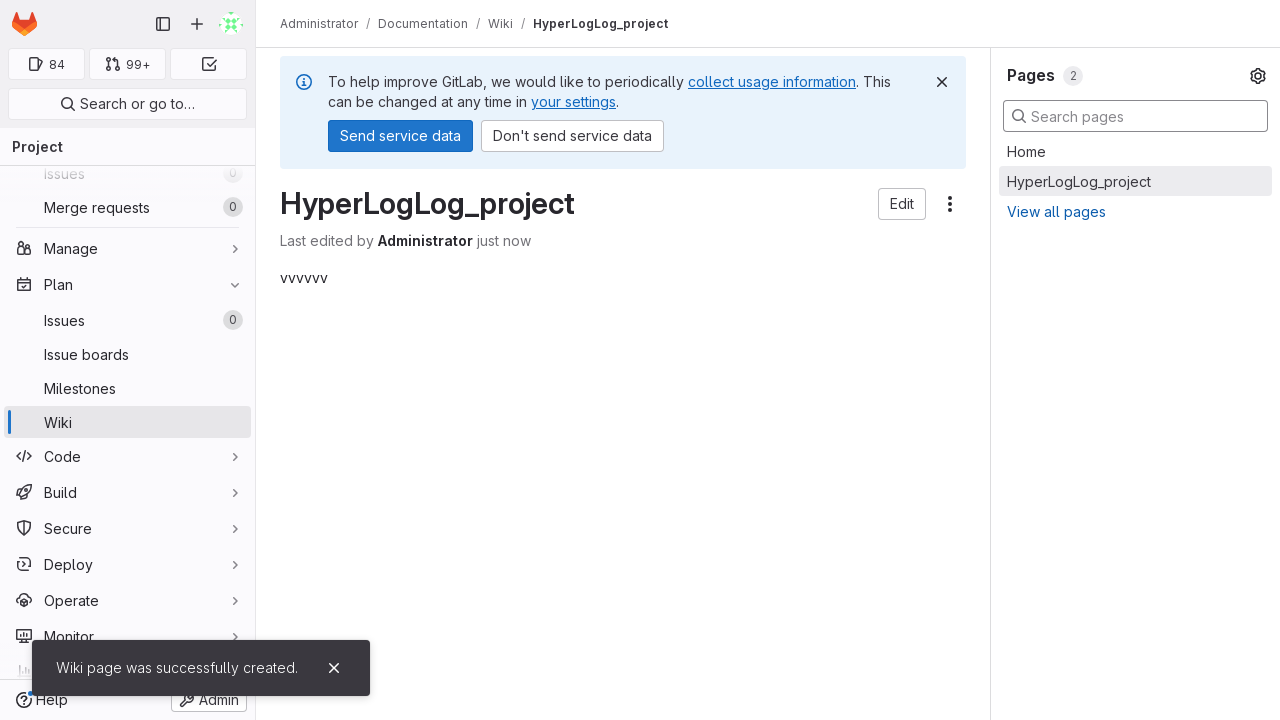 Administrator / Documentation / Wiki / HyperLogLog_project
84
99+
Search or go to…
Project
Issues 0
Merge requests 0
Manage
Plan
Issues 0
Issue boards
Milestones
Wiki
Code
Build
Secure
Deploy
Operate
Monitor
Help
Admin
To help improve GitLab, we would like to periodically collect usage information. This
can be changed at any time in your settings.
Send service data
Don't send service data
HyperLogLog_project
Edit
Last edited by Administrator just now
vvvvvv
Pages 2
Search pages
Home
HyperLogLog_project
View all pages
Wiki page was successfully created.